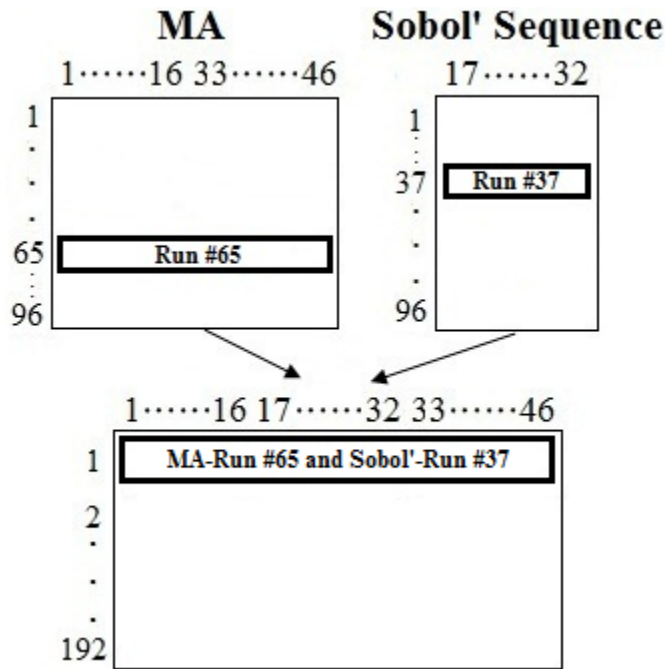 MA Sobol' Sequence
1······16 33······46 17······32
1 1
37 Run #37
65 Run #65
96 96
1······16 17······32 33······46
1 MA-Run #65 and Sobol'-Run #37
2
192